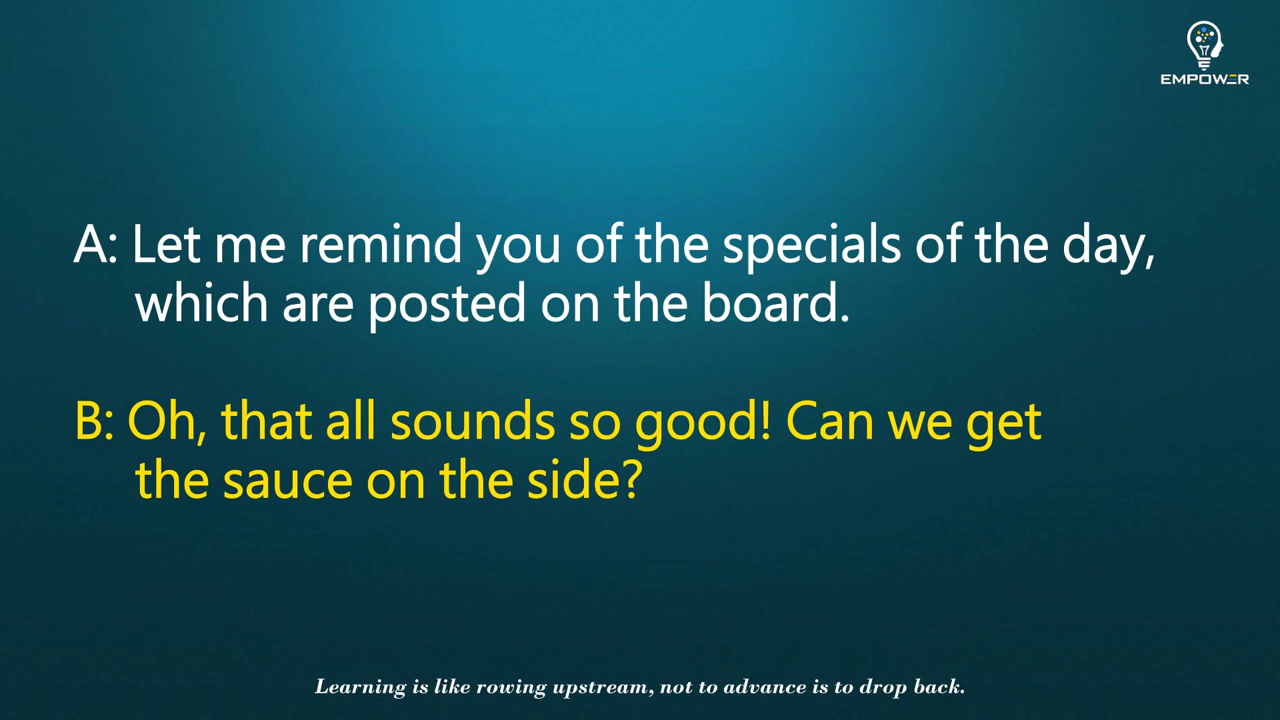 EMPOWER
A: Let me remind you of the specials of the day,
which are posted on the board.
B: Oh, that all sounds so good! Can we get
the sauce on the side?
Learning is like rowing upstream, not to advance is to drop back.